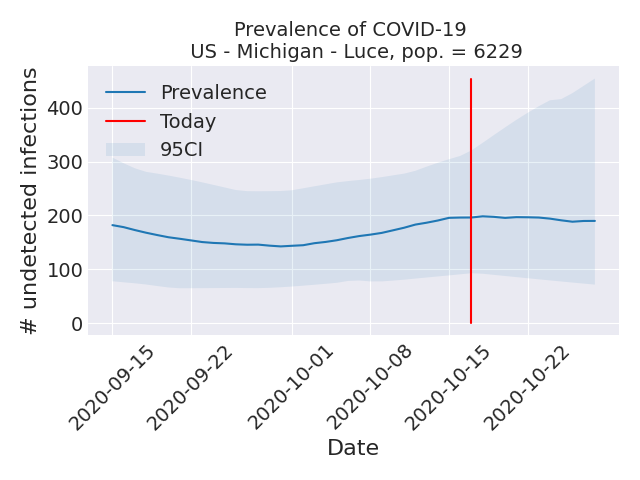 Prevalence of COVID-19
US - Michigan - Luce, pop. = 6229
# undetected infections
400
300
200
100
0
Prevalence
Today
95CI
2020-09-15
2020-09-22
2020-10-01
2020-10-08
2020-10-15
2020-10-22
Date